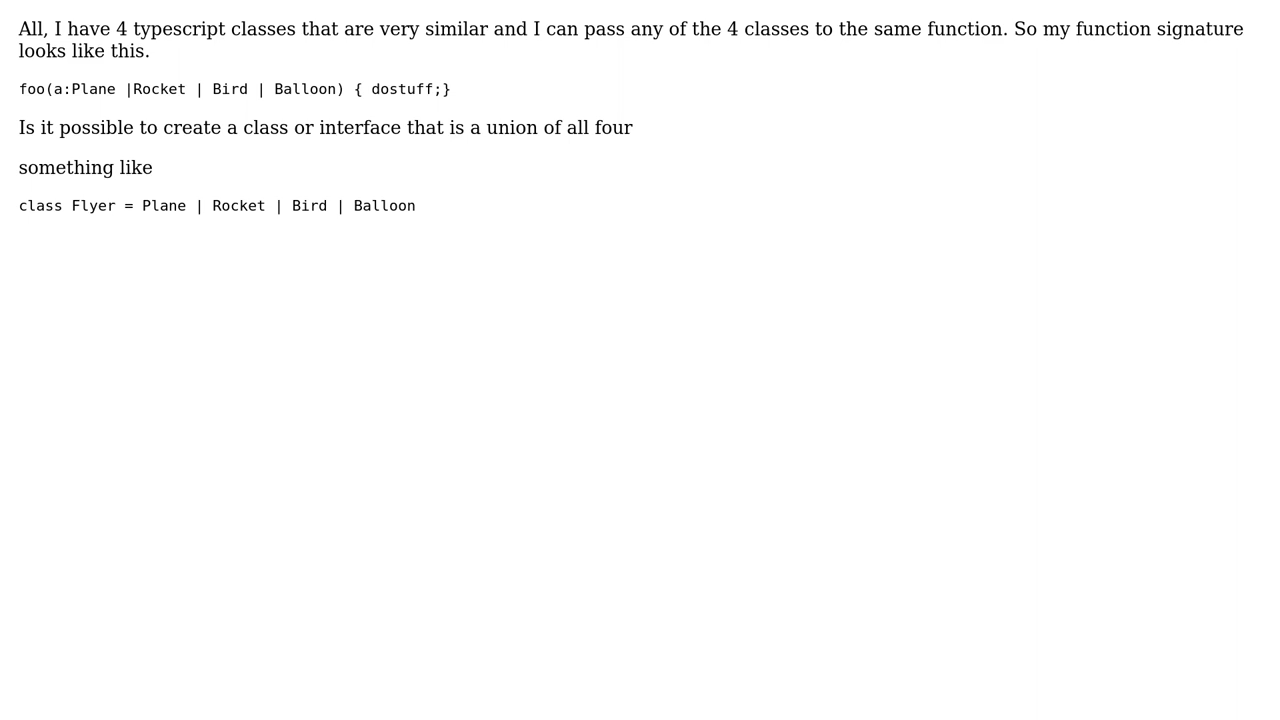 All, I have 4 typescript classes that are very similar and I can pass any of the 4 classes to the same function. So my function signature
looks like this.
foo(a:Plane |Rocket | Bird | Balloon) { dostuff;}
Is it possible to create a class or interface that is a union of all four
something like
class Flyer = Plane | Rocket | Bird | Balloon